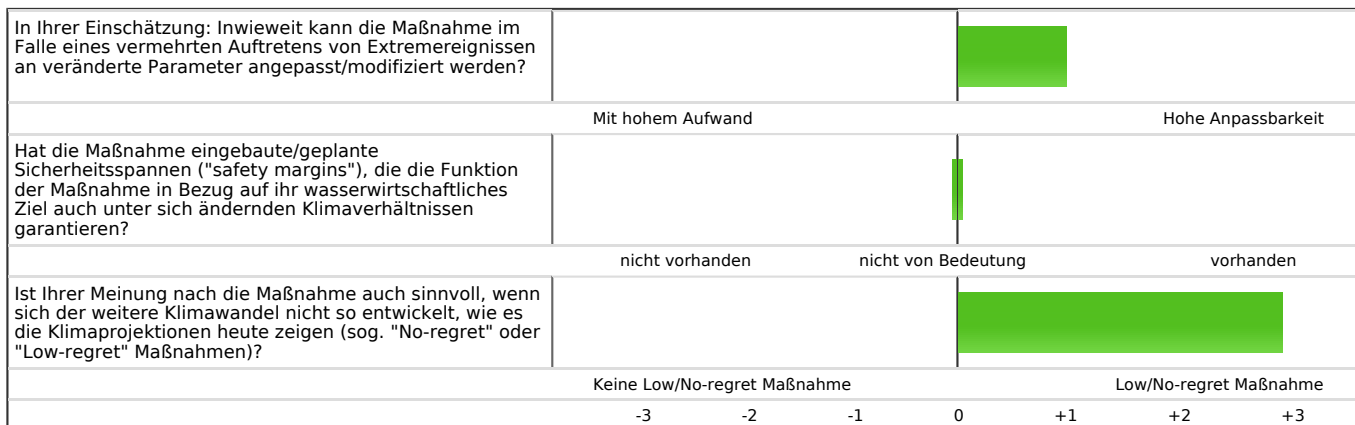 In Ihrer Einschätzung: Inwieweit kann die Maßnahme im
Falle eines vermehrten Auftretens von Extremereignissen
an veränderte Parameter angepasst/modifiziert werden?
Mit hohem Aufwand Hohe Anpassbarkeit
Hat die Maßnahme eingebaute/geplante
Sicherheitsspannen ("safety margins"), die die Funktion
der Maßnahme in Bezug auf ihr wasserwirtschaftliches
Ziel auch unter sich ändernden Klimaverhältnissen
garantieren?
nicht vorhanden nicht von Bedeutung vorhanden
Ist Ihrer Meinung nach die Maßnahme auch sinnvoll, wenn
sich der weitere Klimawandel nicht so entwickelt, wie es
die Klimaprojektionen heute zeigen (sog. "No-regret" oder
"Low-regret" Maßnahmen)?
Keine Low/No-regret Maßnahme Low/No-regret Maßnahme
-3 -2 -1 0 +1 +2 +3